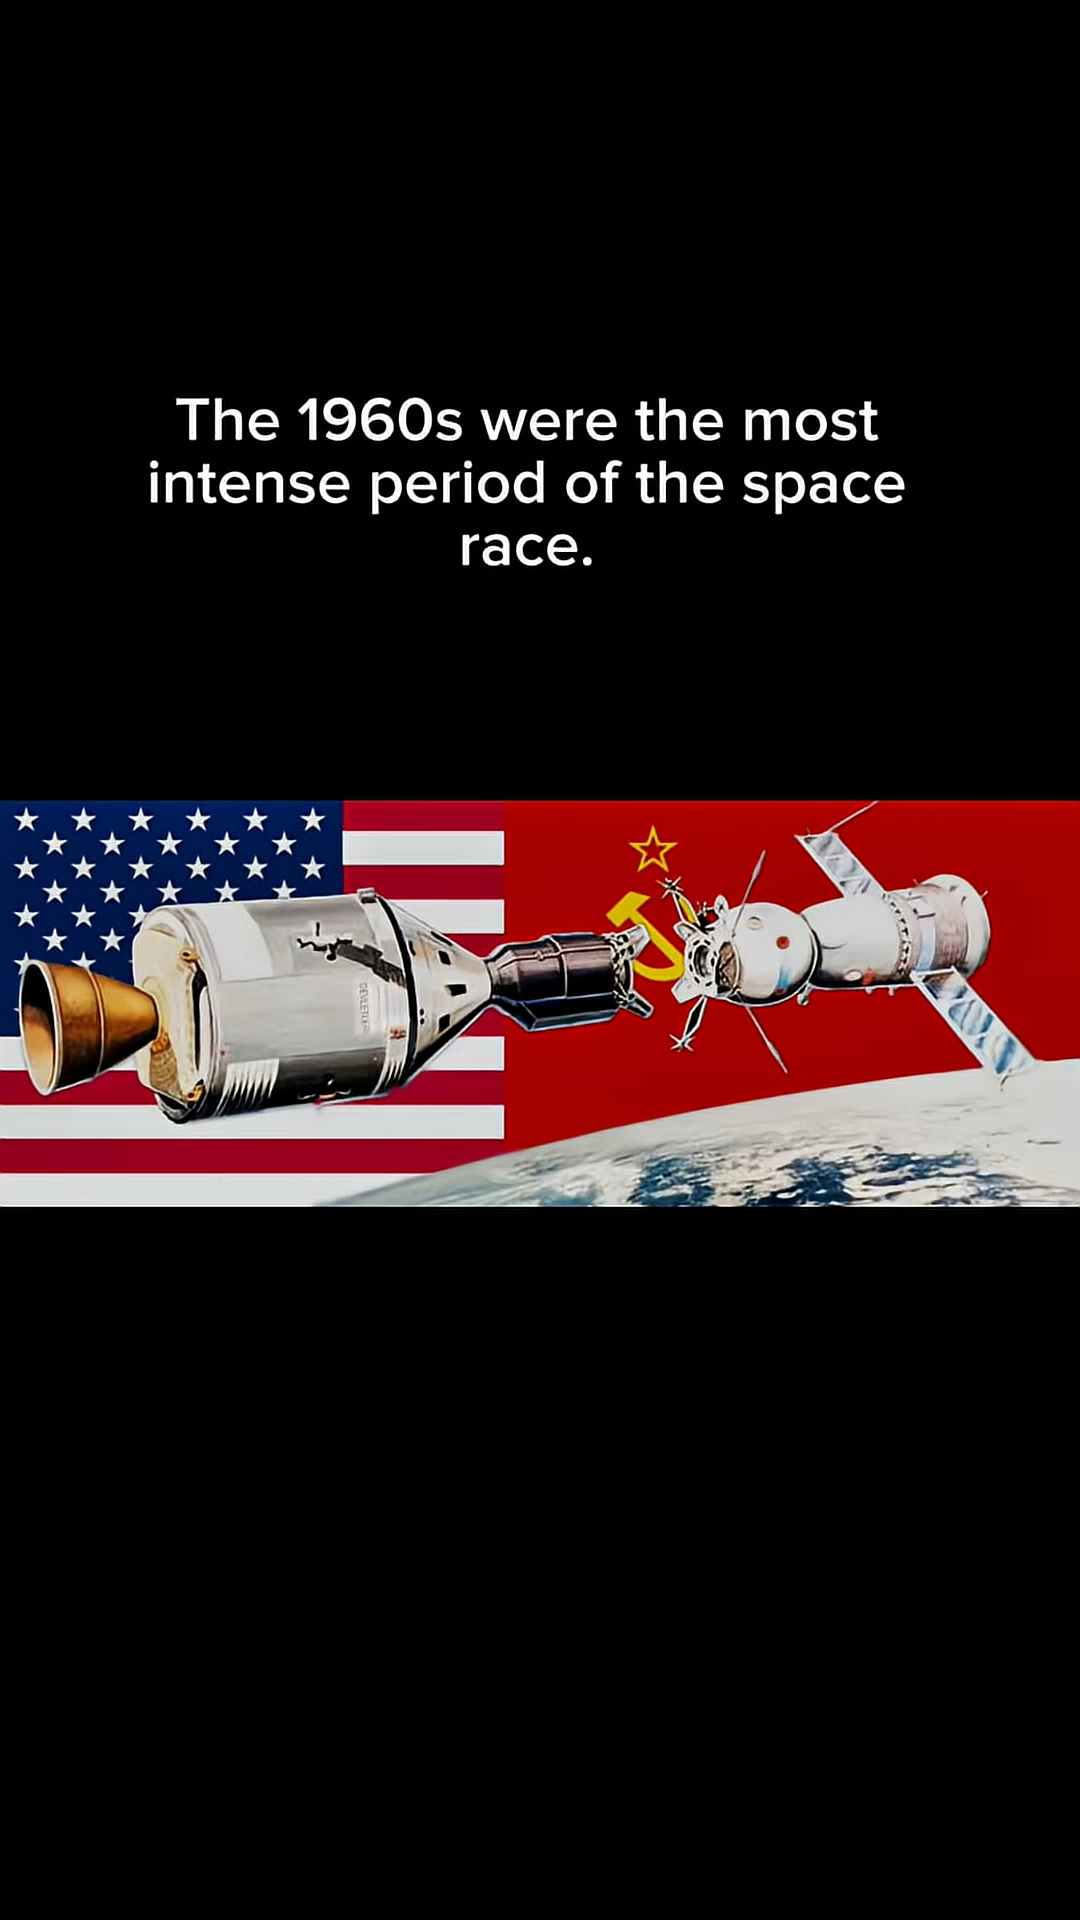 The 1960s were the most
intense period of the space
race.